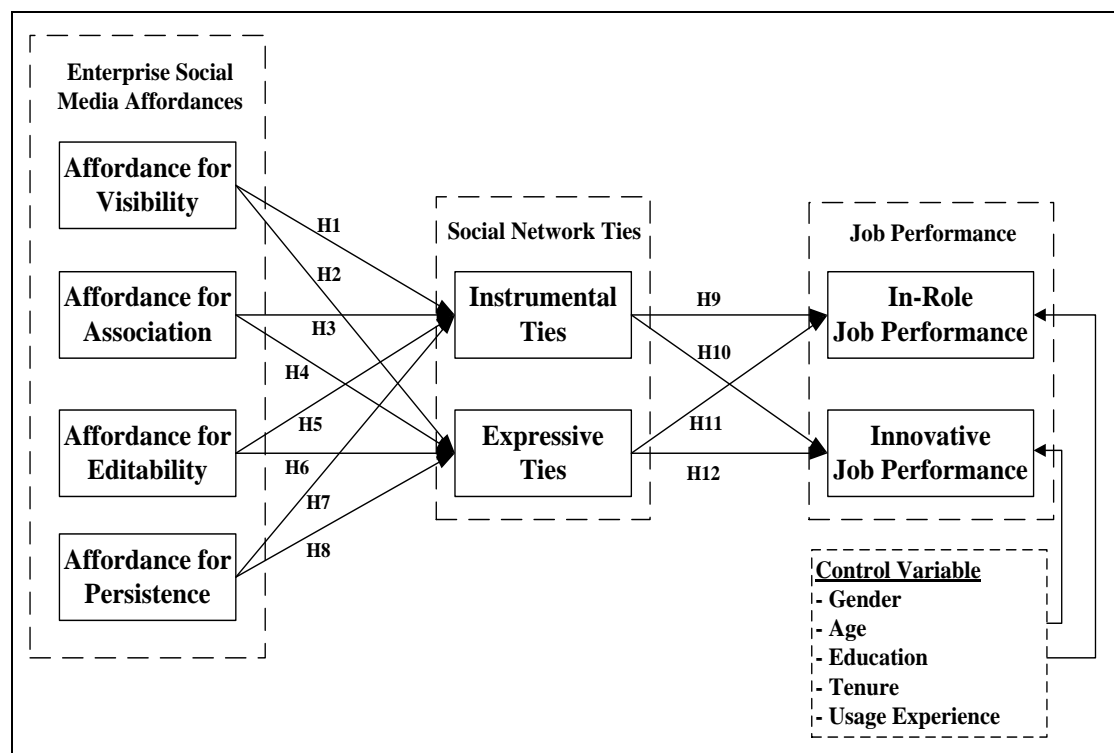 Enterprise Social
Media Affordances
Affordance for
Visibility
Affordance for
Association
Affordance for
Editability
Affordance for
Persistence
H1
H2
H3
H4
H5
H6
H7
H8
Social Network Ties
Instrumental
Ties
Expressive
Ties
H9
H10
H11
H12
Job Performance
In-Role
Job Performance
Innovative
Job Performance
Control Variable
- Gender
- Age
- Education
- Tenure
- Usage Experience